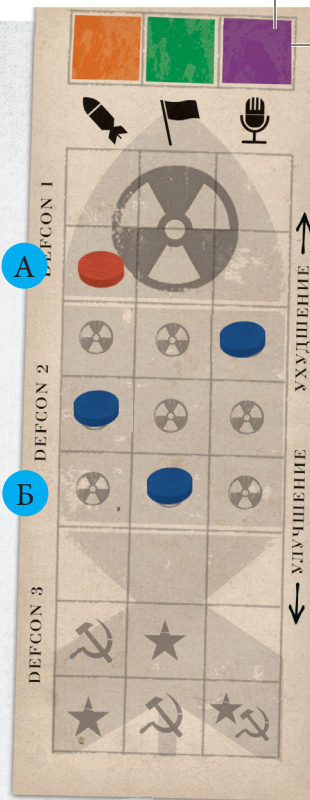 DEFCON 1
А
DEFCON 2
Б
DEFCON 3
УХУДШЕНИЕ
УЛУЧШЕНИЕ